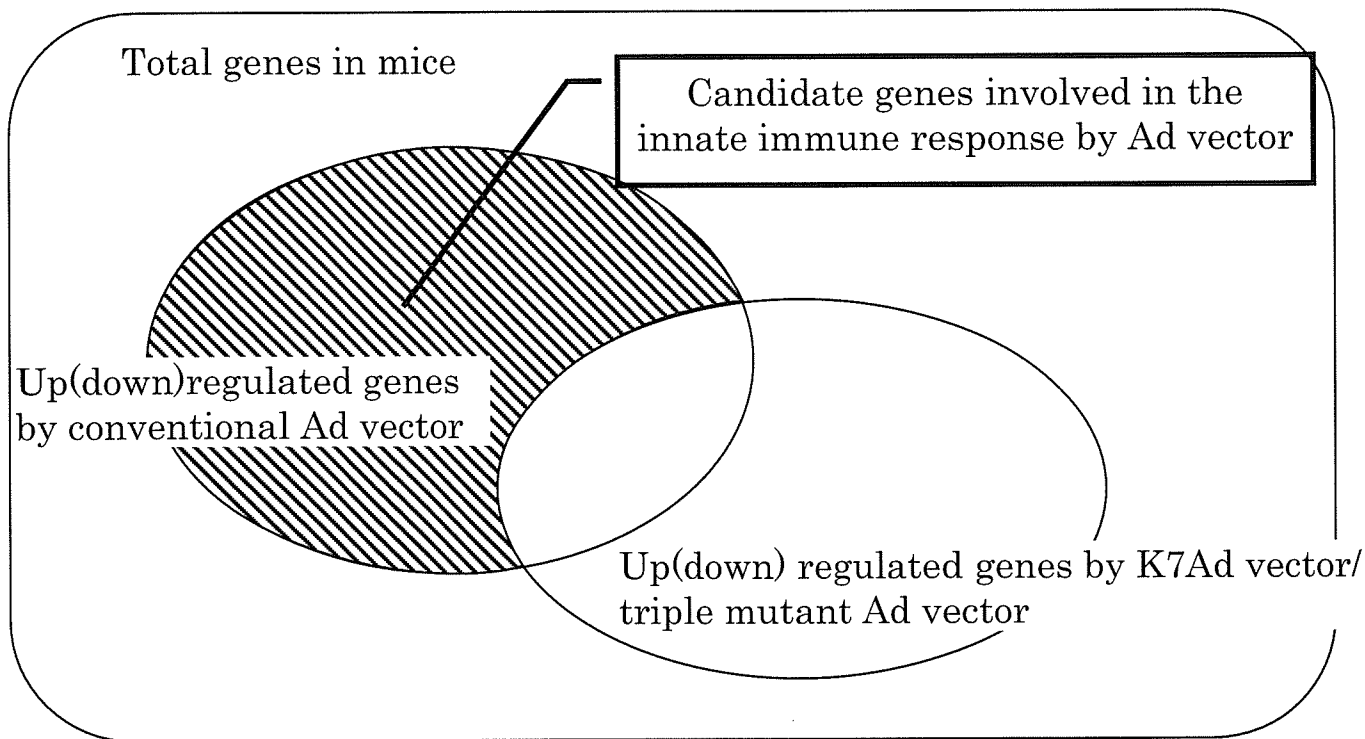 Total genes in mice
Candidate genes involved in the
innate immune response by Ad vector
Up(down)regulated genes
by conventional Ad vector
Up(down) regulated genes by K7Ad vector/
triple mutant Ad vector